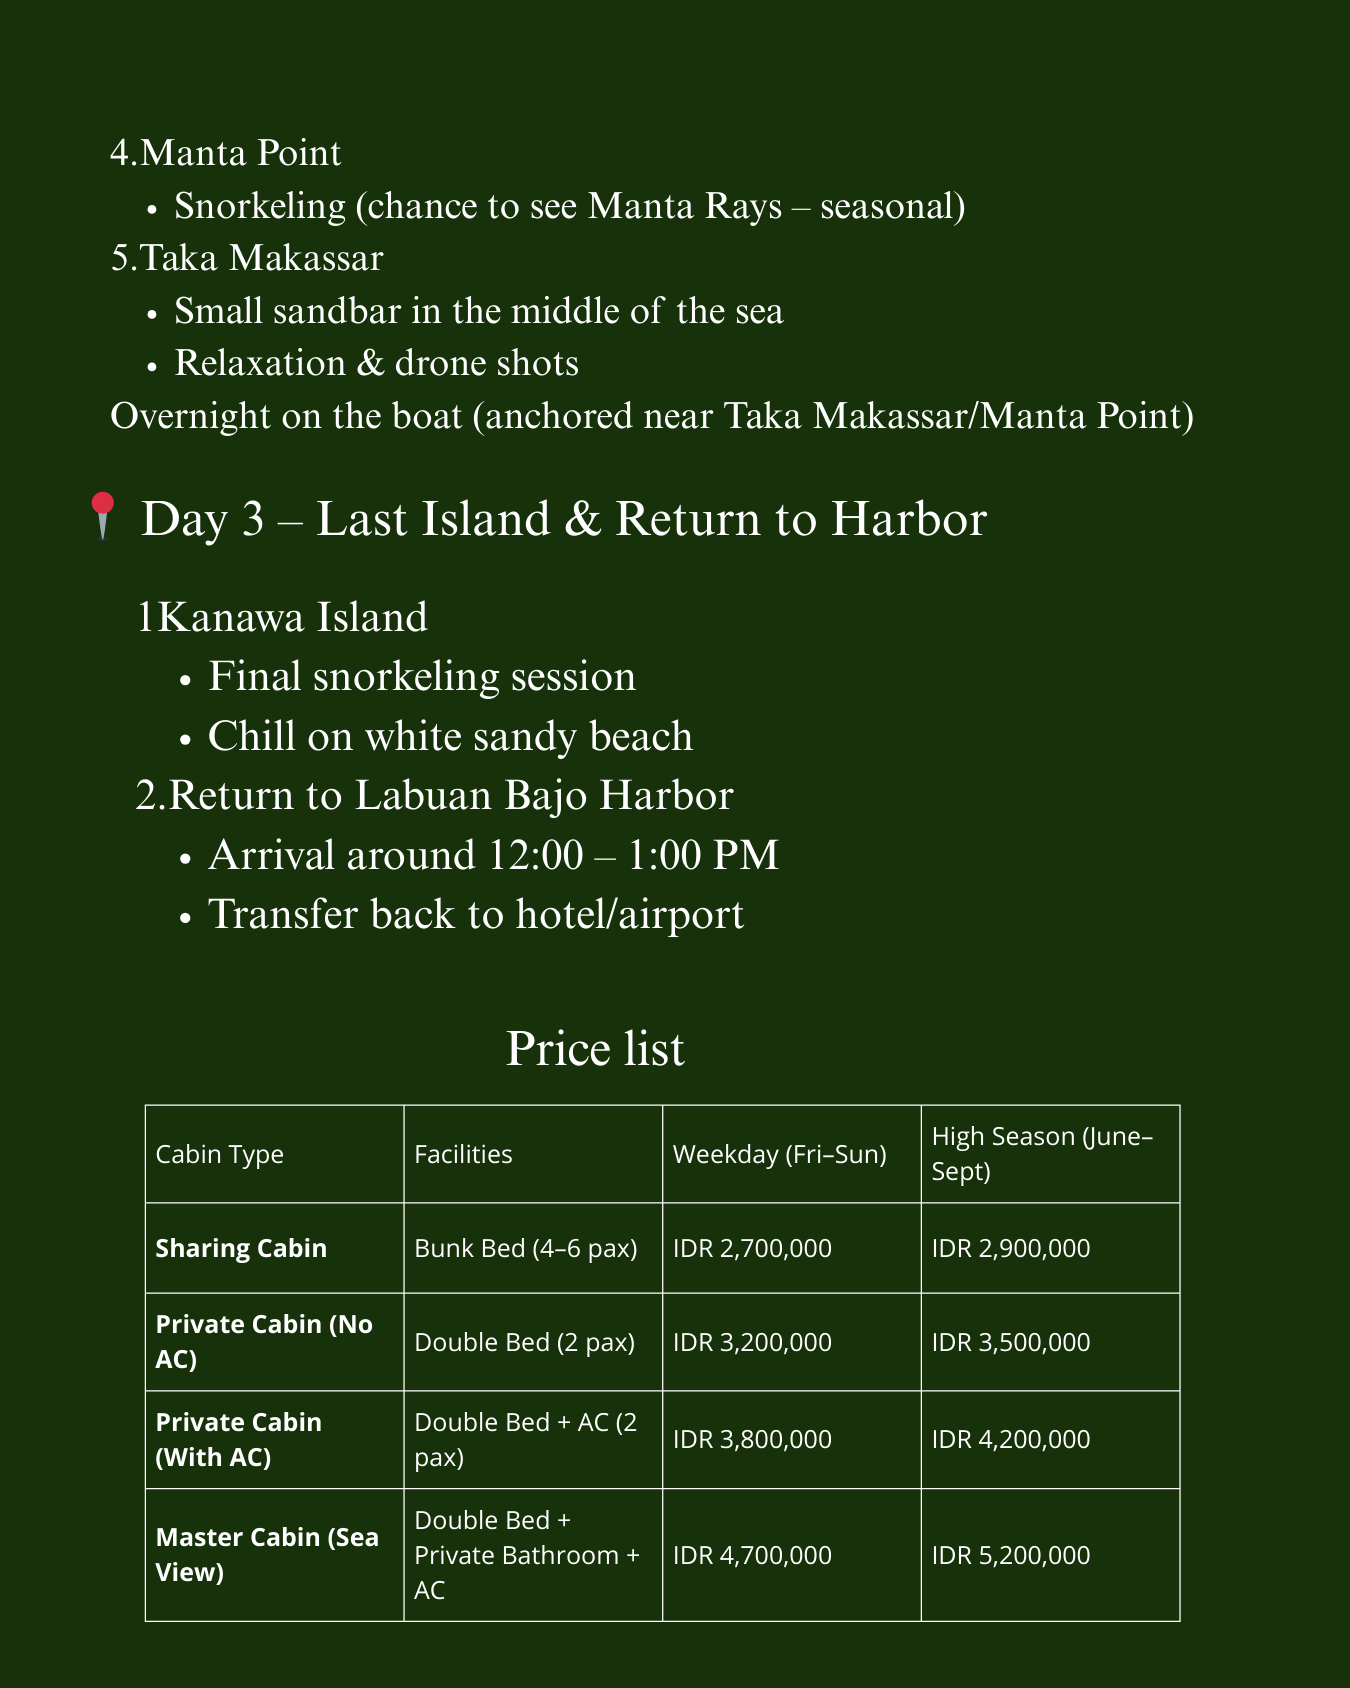 4.Manta Point
• Snorkeling (chance to see Manta Rays – seasonal)
5.Taka Makassar
• Small sandbar in the middle of the sea
• Relaxation & drone shots
Overnight on the boat (anchored near Taka Makassar/Manta Point)
📍 Day 3 – Last Island & Return to Harbor
1Kanawa Island
• Final snorkeling session
• Chill on white sandy beach
2.Return to Labuan Bajo Harbor
• Arrival around 12:00 – 1:00 PM
• Transfer back to hotel/airport
Price list
Cabin Type
Facilities
Weekday (Fri–Sun)
High Season (June–
Sept)
Sharing Cabin
Bunk Bed (4–6 pax)
IDR 2,700,000
IDR 2,900,000
Private Cabin (No
AC)
Double Bed (2 pax)
IDR 3,200,000
IDR 3,500,000
Private Cabin
(With AC)
Double Bed + AC (2
pax)
IDR 3,800,000
IDR 4,200,000
Master Cabin (Sea
View)
Double Bed +
Private Bathroom +
AC
IDR 4,700,000
IDR 5,200,000